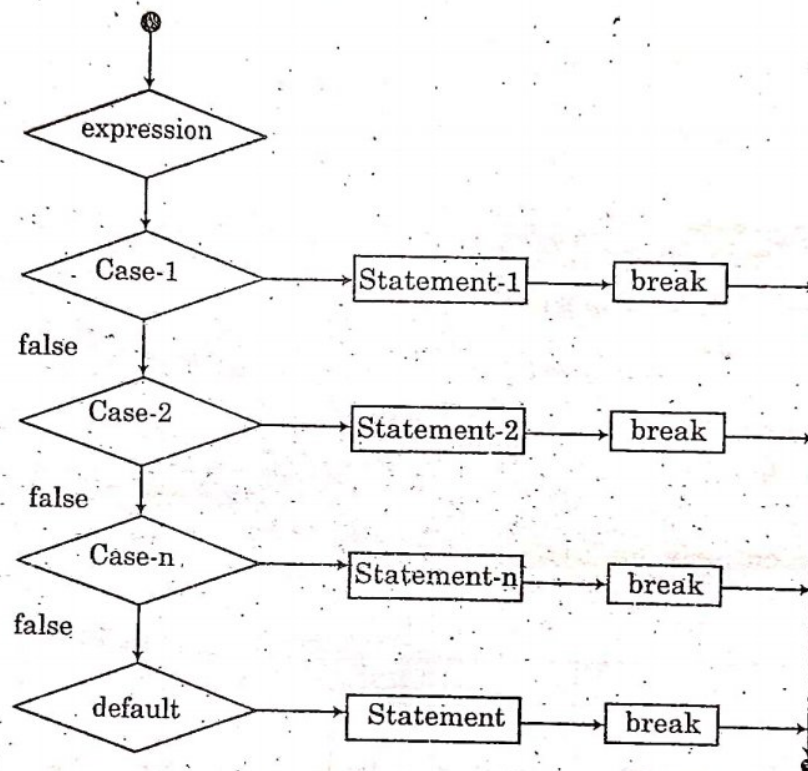 expression
Case-1 Statement-1 break
false
Case-2 Statement-2 break
false
Case-n Statement-n break
false
default Statement break